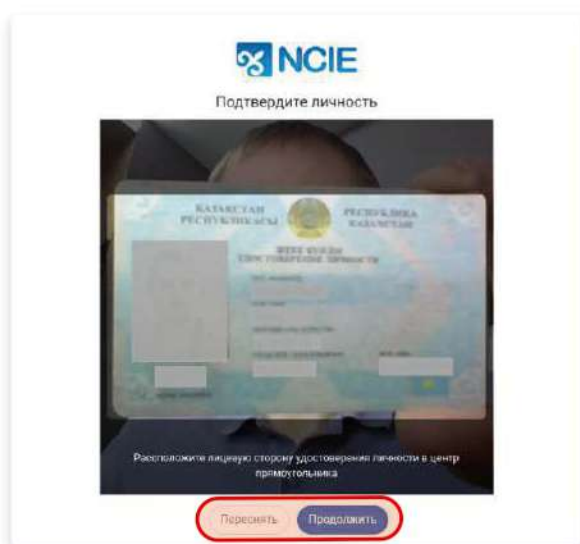 NCIE
Подтвердите личность
ҚАЗАҚСТАН
РЕСПУБЛИКАСЫ
РЕСПУБЛИКА
КАЗАХСТАН
ЖЕКЕ КУӘЛІК
УДОСТОВЕРЕНИЕ ЛИЧНОСТИ
Расположите лицевую сторону удостоверения личности в центр
прямоугольника
Переснять
Продолжить